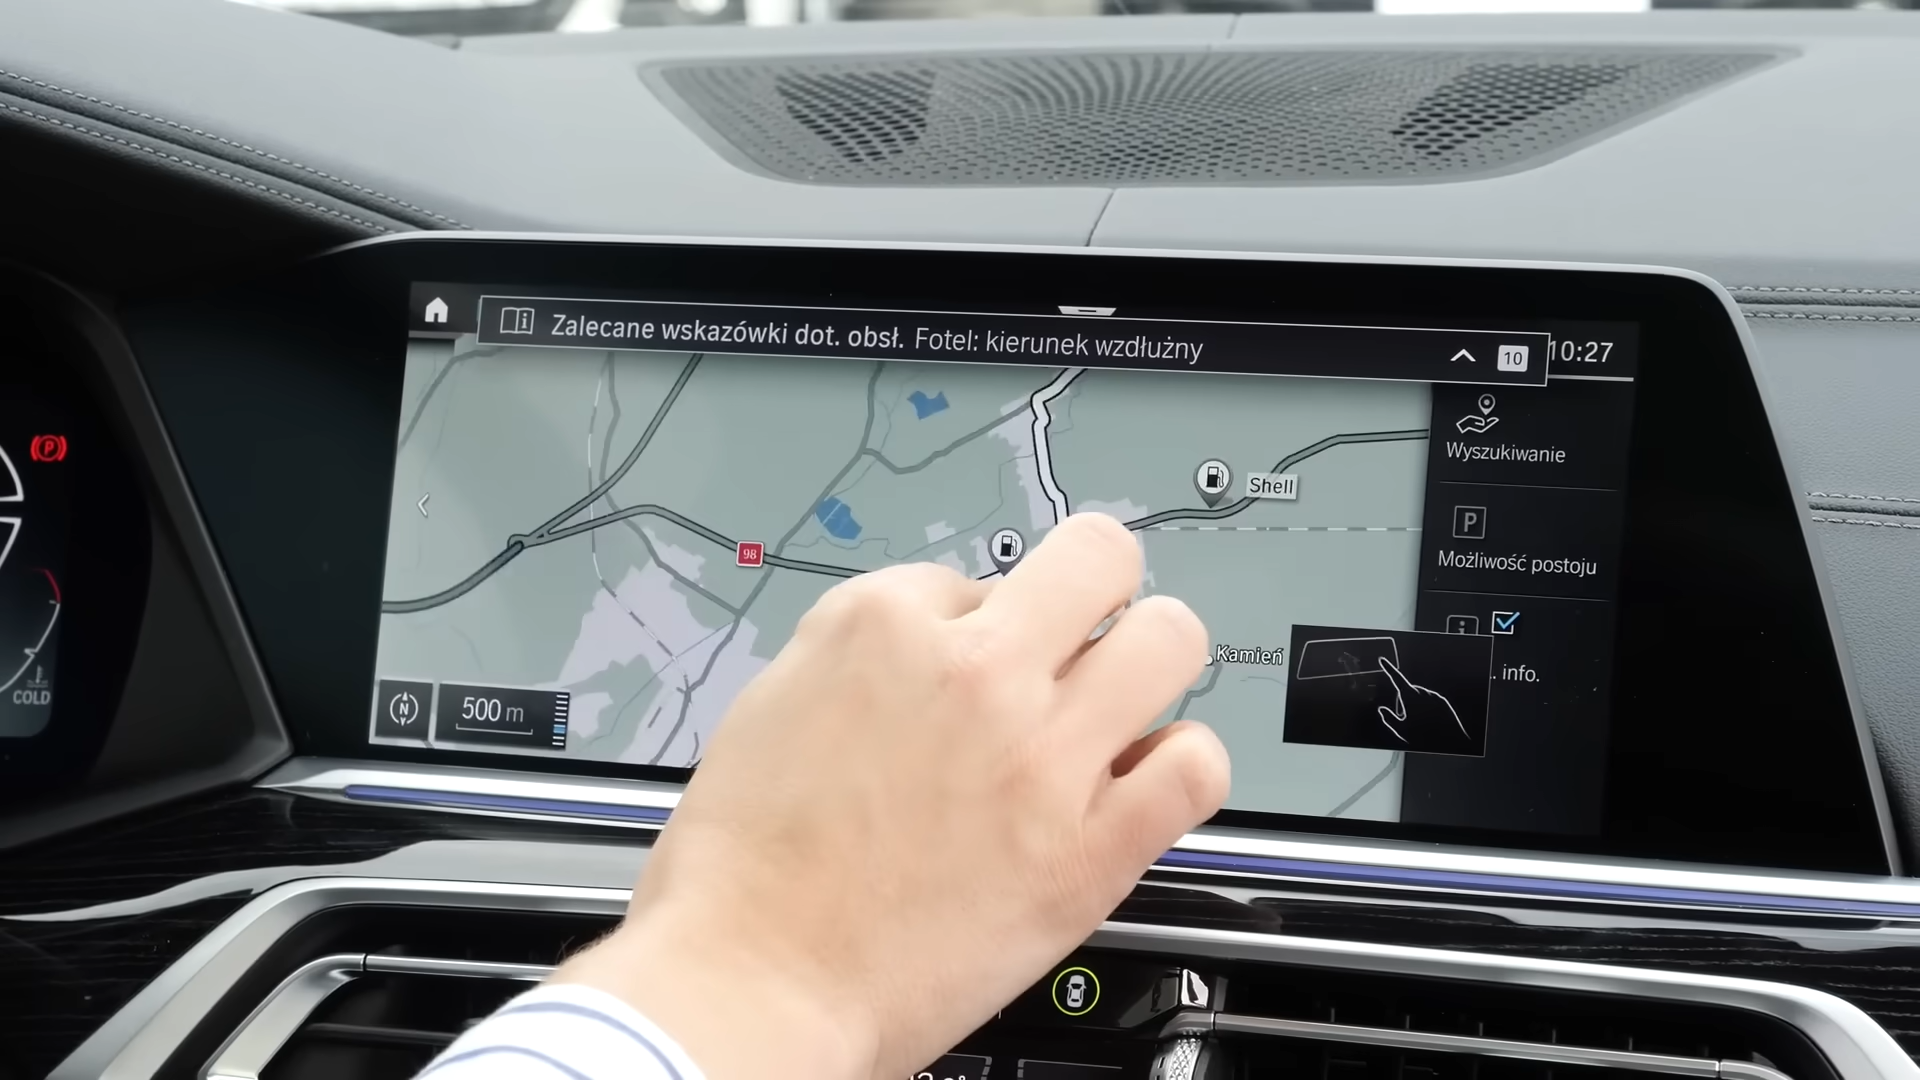 Zalecane wskazówki dot. obsł. Fotel: kierunek wzdłużny
10
10:27
Wyszukiwanie
P
Możliwość postoju
info.
Shell
98
Kamień
N
500 m
P
COLD